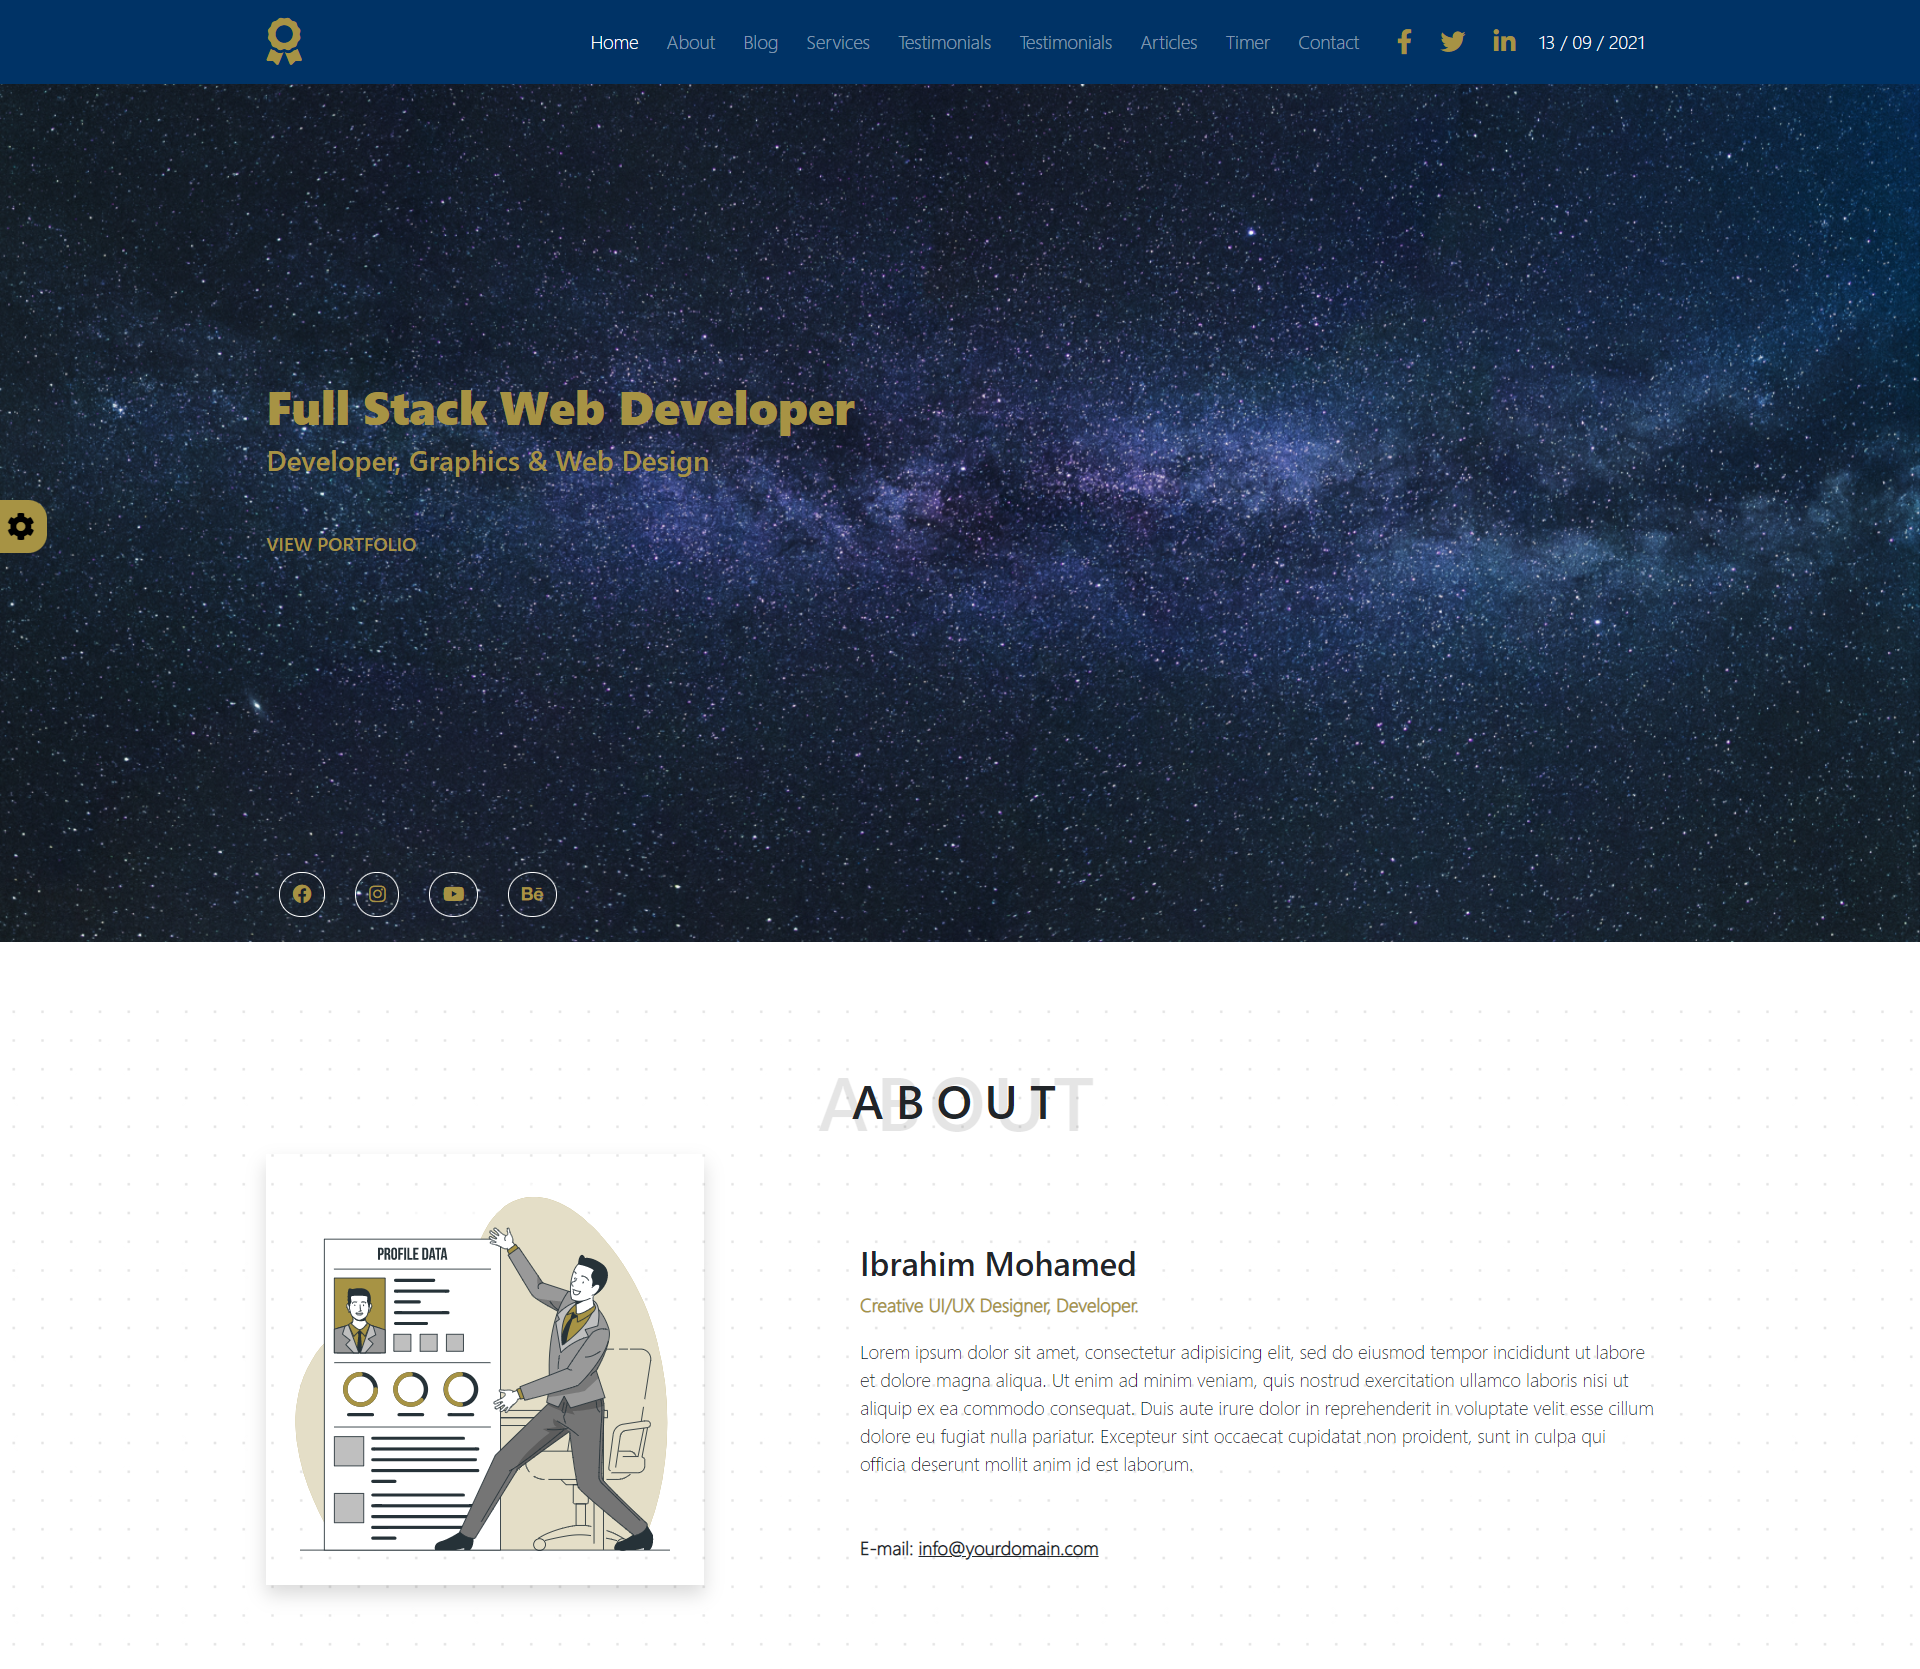 Home About Blog Services Testimonials Testimonials Articles Timer Contact 13 / 09 / 2021
Full Stack Web Developer
Developer, Graphics & Web Design
VIEW PORTFOLIO
Bē
ABOUT
ABOUT
PROFILE DATA
Ibrahim Mohamed
Creative UI/UX Designer, Developer.
Lorem ipsum dolor sit amet, consectetur adipisicing elit, sed do eiusmod tempor incididunt ut labore
et dolore magna aliqua. Ut enim ad minim veniam, quis nostrud exercitation ullamco laboris nisi ut
aliquip ex ea commodo consequat. Duis aute irure dolor in reprehenderit in voluptate velit esse cillum
dolore eu fugiat nulla pariatur. Excepteur sint occaecat cupidatat non proident, sunt in culpa qui
officia deserunt mollit anim id est laborum.
E-mail: info@yourdomain.com